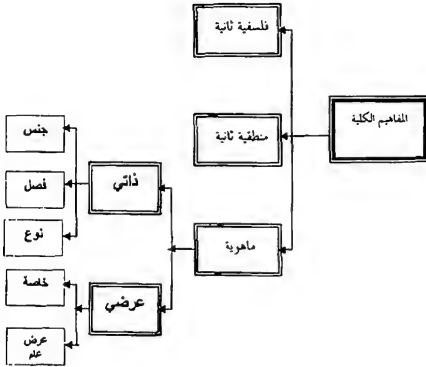 المفاهيم الكلية
فلسفية ثانية
منطقية ثانية
ماهوية
ذاتي
عرضي
جنس
فصل
نوع
خاصة
عرض
عام